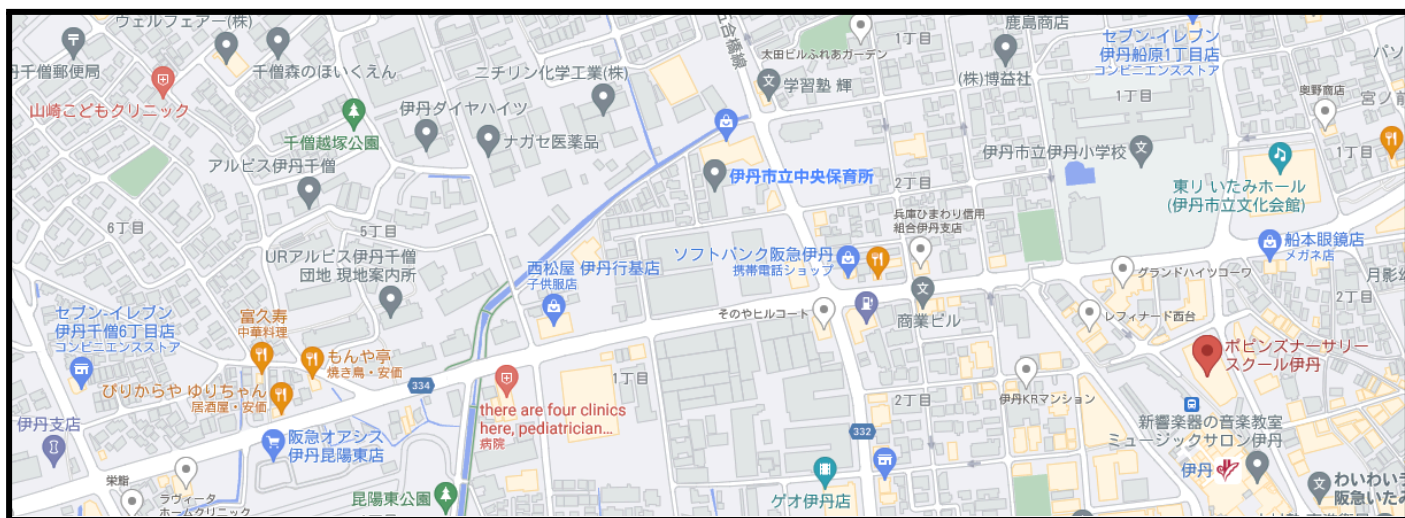 ウェルフェアー(株)
丹千僧郵便局
千僧森のほいくえん
山崎こどもクリニック
千僧越塚公園
伊丹ダイヤハイツ
ニチリン化学工業(株)
ナガセ医薬品
アルビス伊丹千僧
6丁目
5丁目
URアルビス伊丹千僧
団地 現地案内所
太田ビルふれあガーデン
学習塾 輝
1丁目
鹿島商店
(株)博益社
セブン-イレブン
伊丹船原1丁目店
コンビニエンスストア
1丁目
奥野商店
宮ノ前
1丁目
伊丹市立伊丹小学校
東リ いたみホール
(伊丹市立文化会館)
伊丹市立中央保育所
2丁目
兵庫ひまわり信用
組合伊丹支店
ソフトバンク阪急伊丹
携帯電話ショップ
西松屋 伊丹行基店
子供服店
船本眼鏡店
メガネ店
グランドハイツコーワ
月影
2丁目
セブン-イレブン
伊丹千僧6丁目店
コンビニエンスストア
富久寿
中華料理
もんや亭
焼き鳥・安価
ぴりからや ゆりちゃん
居酒屋・安価
334
there are four clinics
here, pediatrician...
病院
1丁目
そのやヒルコート
商業ビル
レフィナード西台
ポピンズナーサリー
スクール伊丹
2丁目
伊丹KRマンション
332
伊丹支店
阪急オアシス
伊丹昆陽東店
栄鮨
ラヴィータ
ホームクリニック
昆陽東公園
ゲオ伊丹店
新響楽器の音楽教室
ミュージックサロン伊丹
伊丹
わいわい
阪急いたみ